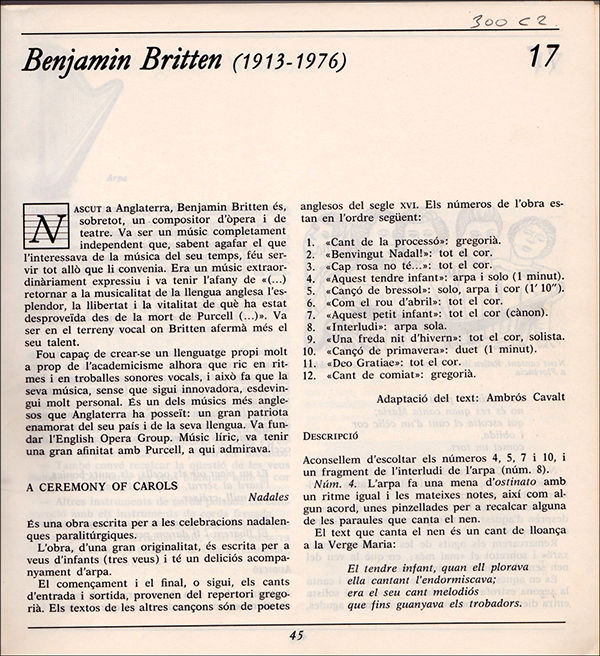 300 c2.
Benjamin Britten (1913-1976)
17
NASCUT a Anglaterra, Benjamin Britten és,
sobretot, un compositor d'òpera i de
teatre. Va ser un músic completament
independent que, sabent agafar el que
l'interessava de la música del seu temps, féu ser-
vir tot allò que li convenia. Era un músic extraor-
dinàriament expressiu i va tenir l'afany de «(...)
retornar a la musicalitat de la llengua anglesa l'es-
plendor, la llibertat i la vitalitat de què ha estat
desproveïda des de la mort de Purcell (...)». Va
ser en el terreny vocal on Britten afermà més el
seu talent.
Fou capaç de crear-se un llenguatge propi molt
a prop de l'academicisme alhora que ric en rit-
mes i en troballes sonores vocals, i això fa que la
seva música, sense que sigui innovadora, esdevin-
gui molt personal. És un dels músics més angle-
sos que Anglaterra ha posseït: un gran patriota
enamorat del seu país i de la seva llengua. Va fun-
dar l'English Opera Group. Músic líric, va tenir
una gran afinitat amb Purcell, a qui admirava.
A CEREMONY OF CAROLS
Nadales
És una obra escrita per a les celebracions nadalen-
ques paralitúrgiques.
L'obra, d'una gran originalitat, és escrita per a
veus d'infants (tres veus) i té un deliciós acompa-
nyament d'arpa.
El començament i el final, o sigui, els cants
d'entrada i sortida, provenen del repertori grego-
rià. Els textos de les altres cançons són de poetes
anglesos del segle XVI. Els números de l'obra es-
tan en l'ordre següent:
1. «Cant de la processó»: gregorià.
2. «Benvingut Nadal!»: tot el cor.
3. «Cap rosa no té...»: tot el cor.
4. «Aquest tendre infant»: arpa i solo (1 minut).
5. «Cançó de bressol»: solo, arpa i cor (1'10").
6. «Com el rou d'abril»: tot el cor.
7. «Aquest petit infant»: tot el cor (cànon).
8. «Interludi»: arpa sola.
9. «Una freda nit d'hivern»: tot el cor, solista.
10. «Cançó de primavera»: duet (1 minut).
11. «Deo Gratiae»: tot el cor.
12. «Cant de comiat»: gregorià.
Adaptació del text: Ambrós Cavalt
DESCRIPCIÓ
Aconsellem d'escoltar els números 4, 5, 7 i 10, i
un fragment de l'interludi de l'arpa (núm. 8).
Núm. 4. L'arpa fa una mena d'ostinato amb un
ritme igual i les mateixes notes, així com al-
gun acord, unes pinzellades per a recalcar alguna
de les paraules que canta el nen.
El text que canta el nen és un cant de lloança
a la Verge Maria:
El tendre infant, quan ell plorava
ella cantant l'endormiscava;
era el seu cant melodiós
que fins guanyava els trobadors.
45